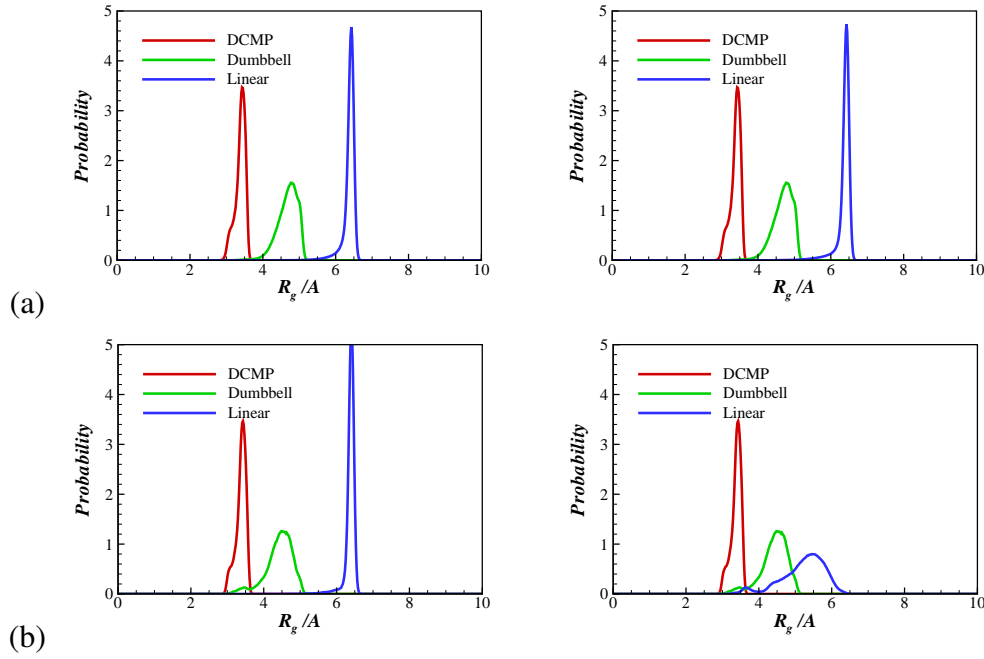 5
4
3
2
1
0
Probability
DCMP
Dumbbell
Linear
0 2 4 6 8 10
R_g /A
5
4
3
2
1
0
Probability
DCMP
Dumbbell
Linear
0 2 4 6 8 10
R_g /A
(a)
5
4
3
2
1
0
Probability
DCMP
Dumbbell
Linear
0 2 4 6 8 10
R_g /A
5
4
3
2
1
0
Probability
DCMP
Dumbbell
Linear
0 2 4 6 8 10
R_g /A
(b)